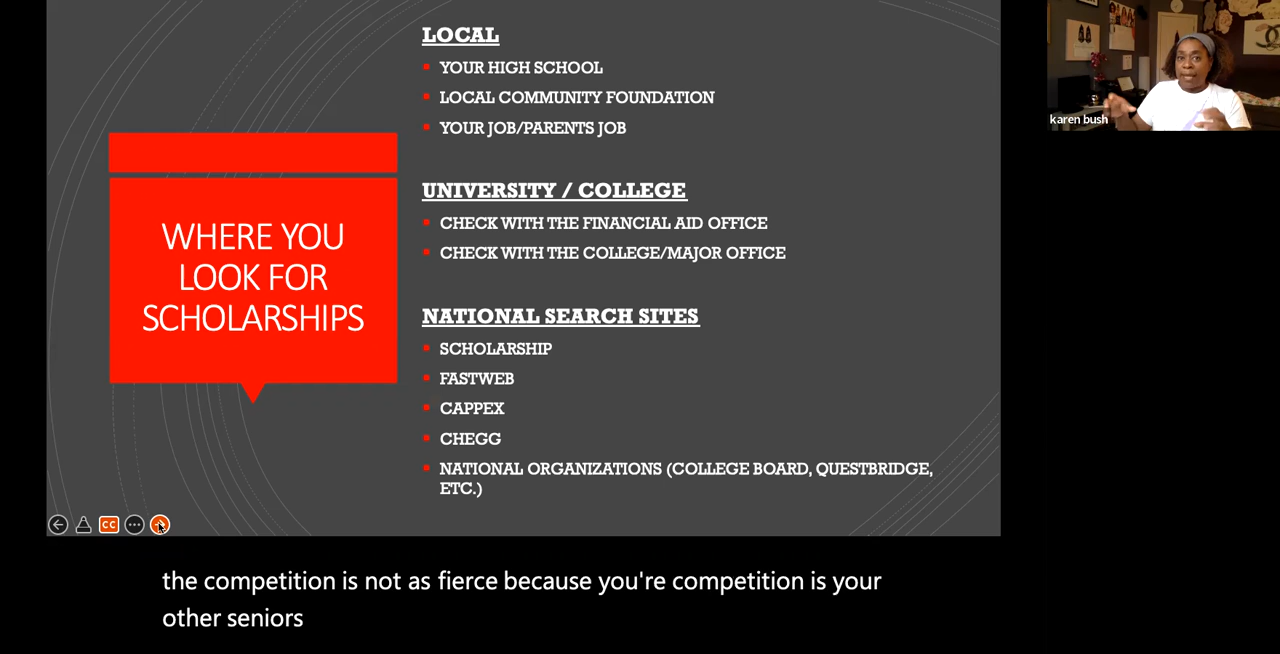 LOCAL
YOUR HIGH SCHOOL
LOCAL COMMUNITY FOUNDATION
YOUR JOB/PARENTS JOB
WHERE YOU
LOOK FOR
SCHOLARSHIPS
UNIVERSITY / COLLEGE
CHECK WITH THE FINANCIAL AID OFFICE
CHECK WITH THE COLLEGE/MAJOR OFFICE
NATIONAL SEARCH SITES
SCHOLARSHIP
FASTWEB
CAPPEX
CHEGG
NATIONAL ORGANIZATIONS (COLLEGE BOARD, QUESTBRIDGE,
ETC.)
karen bush
CC
the competition is not as fierce because you're competition is your
other seniors